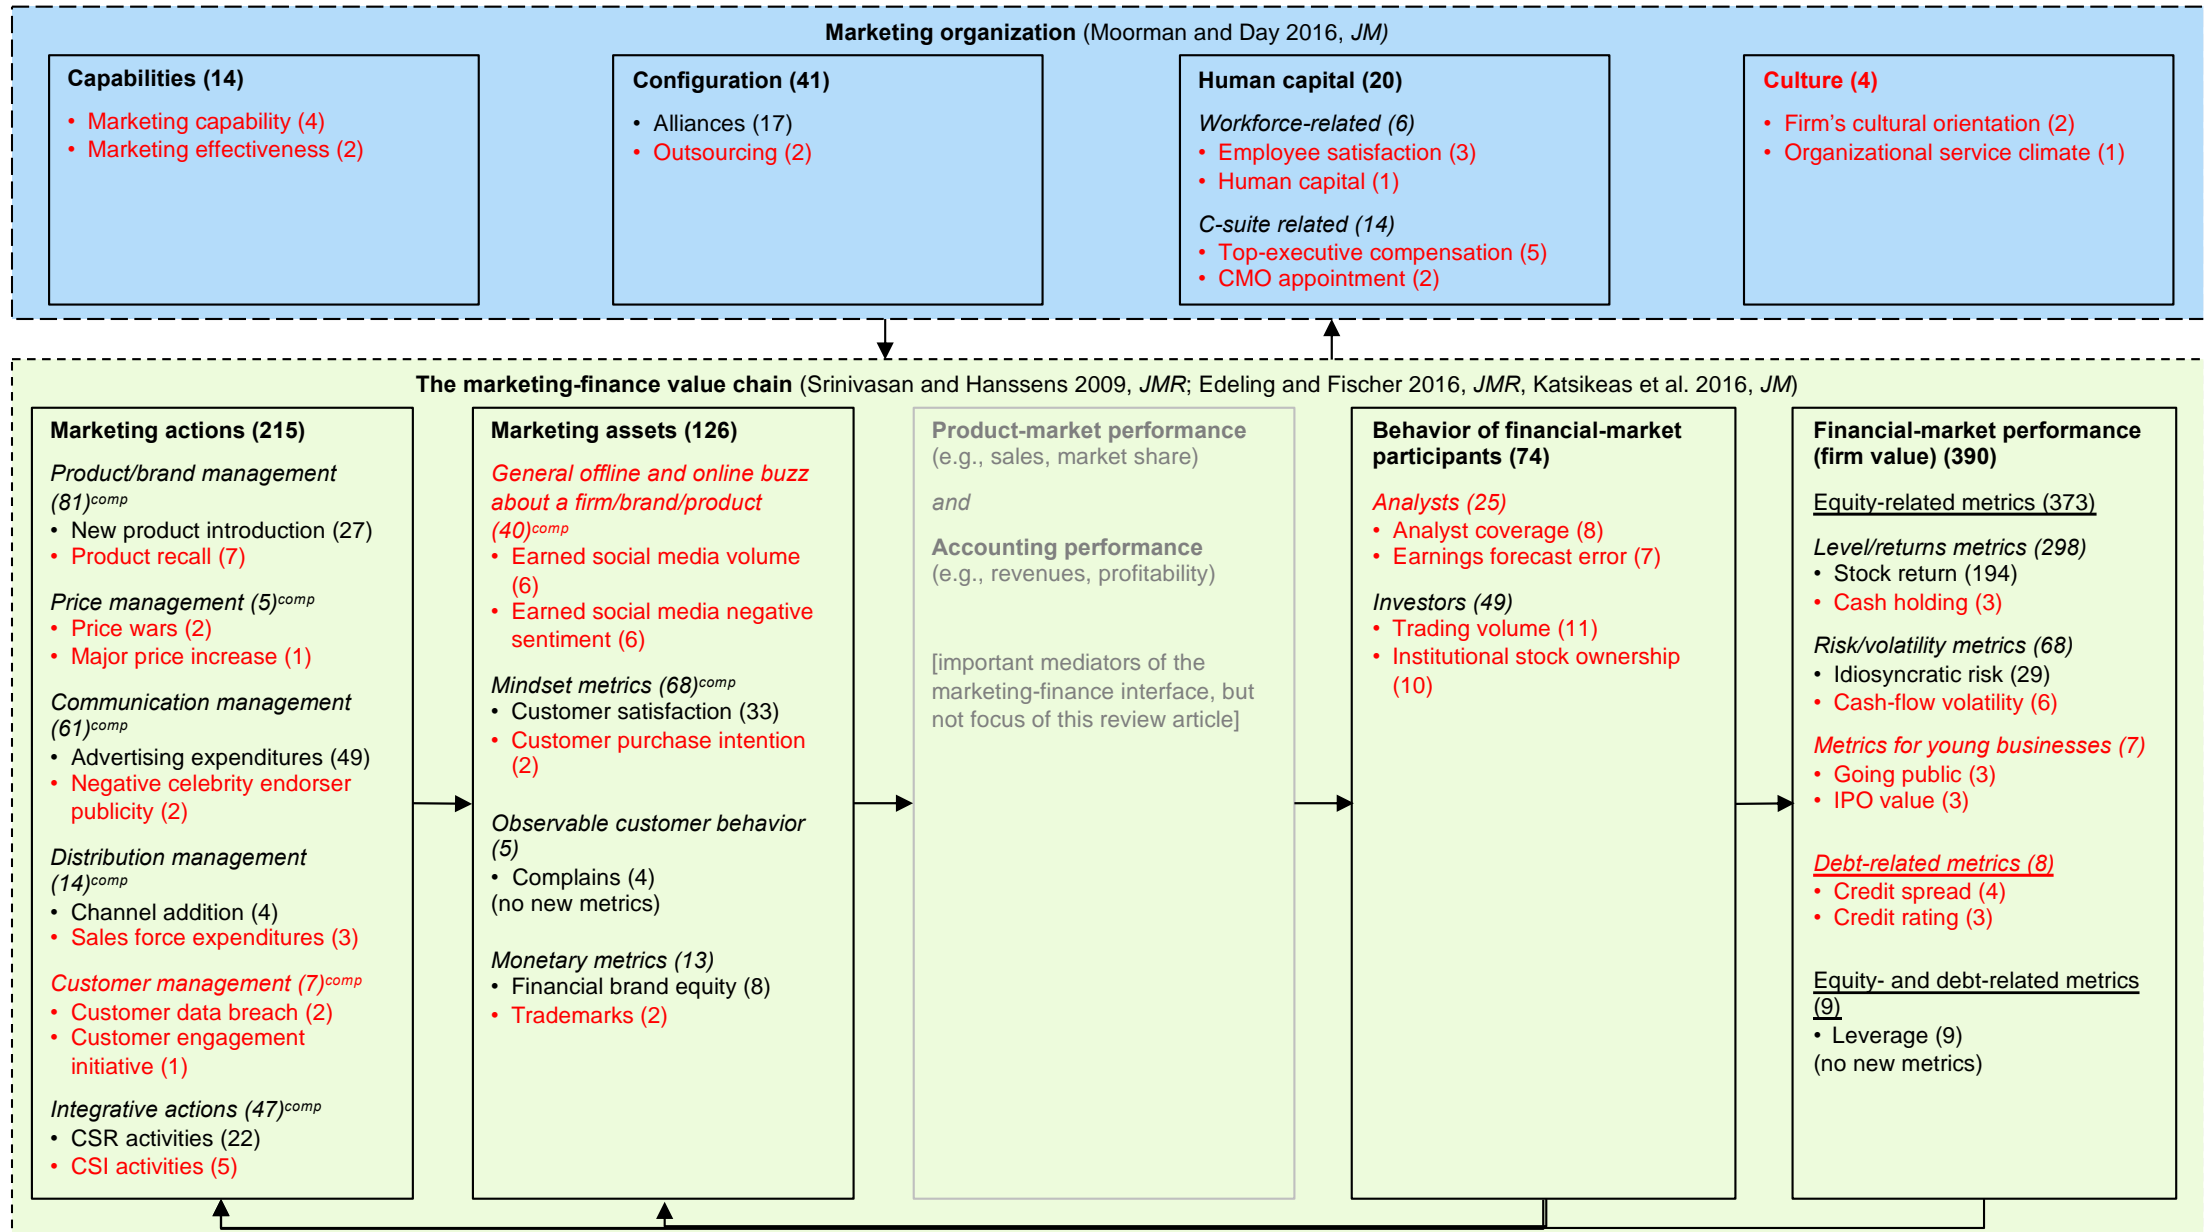 Marketing organization (Moorman and Day 2016, JM)
Capabilities (14)
• Marketing capability (4)
• Marketing effectiveness (2)
Configuration (41)
• Alliances (17)
• Outsourcing (2)
Human capital (20)
Workforce-related (6)
• Employee satisfaction (3)
• Human capital (1)
C-suite related (14)
• Top-executive compensation (5)
• CMO appointment (2)
Culture (4)
• Firm's cultural orientation (2)
• Organizational service climate (1)
The marketing-finance value chain (Srinivasan and Hanssens 2009, JMR; Edeling and Fischer 2016, JMR, Katsikeas et al. 2016, JM)
Marketing actions (215)
Product/brand management
(81)comp
• New product introduction (27)
• Product recall (7)
Price management (5)comp
• Price wars (2)
• Major price increase (1)
Communication management
(61)comp
• Advertising expenditures (49)
• Negative celebrity endorser
publicity (2)
Distribution management
(14)comp
• Channel addition (4)
• Sales force expenditures (3)
Customer management (7)comp
• Customer data breach (2)
• Customer engagement
initiative (1)
Integrative actions (47)comp
• CSR activities (22)
• CSI activities (5)
Marketing assets (126)
General offline and online buzz
about a firm/brand/product
(40)comp
• Earned social media volume
(6)
• Earned social media negative
sentiment (6)
Mindset metrics (68)comp
• Customer satisfaction (33)
• Customer purchase intention
(2)
Observable customer behavior
(5)
• Complains (4)
(no new metrics)
Monetary metrics (13)
• Financial brand equity (8)
• Trademarks (2)
Product-market performance
(e.g., sales, market share)
and
Accounting performance
(e.g., revenues, profitability)
[important mediators of the
marketing-finance interface, but
not focus of this review article]
Behavior of financial-market
participants (74)
Analysts (25)
• Analyst coverage (8)
• Earnings forecast error (7)
Investors (49)
• Trading volume (11)
• Institutional stock ownership
(10)
Financial-market performance
(firm value) (390)
Equity-related metrics (373)
Level/returns metrics (298)
• Stock return (194)
• Cash holding (3)
Risk/volatility metrics (68)
• Idiosyncratic risk (29)
• Cash-flow volatility (6)
Metrics for young businesses (7)
• Going public (3)
• IPO value (3)
Debt-related metrics (8)
• Credit spread (4)
• Credit rating (3)
Equity- and debt-related metrics
(9)
• Leverage (9)
(no new metrics)